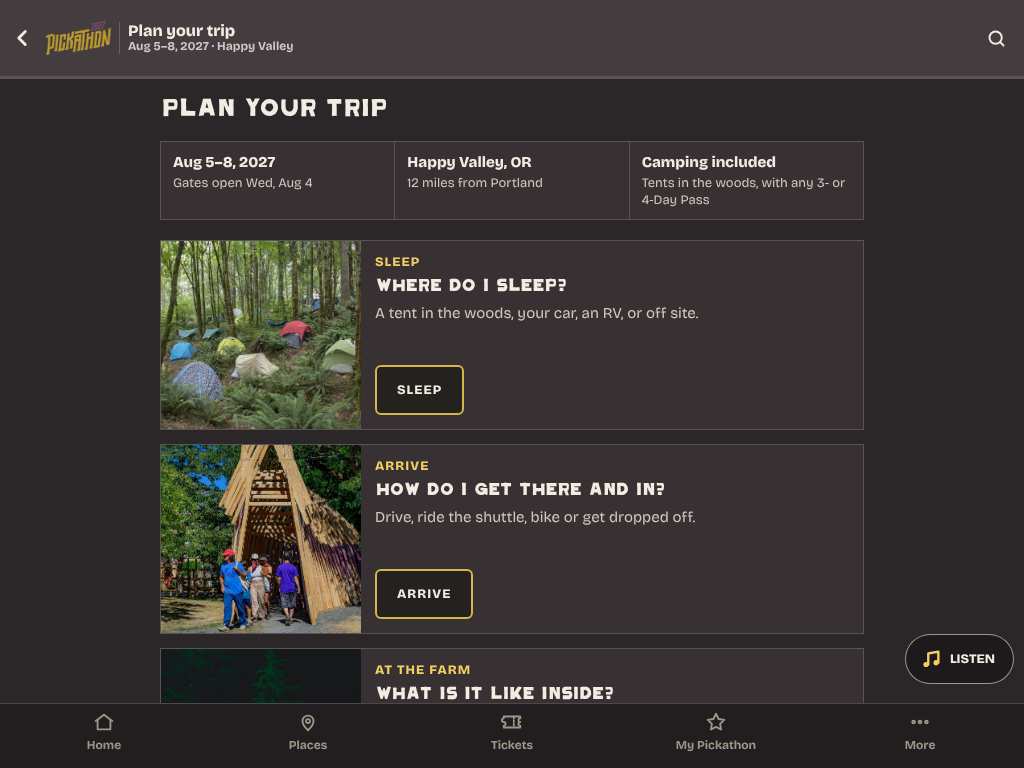 PICKATHON
Plan your trip
Aug 5–8, 2027 · Happy Valley
PLAN YOUR TRIP
Aug 5–8, 2027
Gates open Wed, Aug 4
Happy Valley, OR
12 miles from Portland
Camping included
Tents in the woods, with any 3- or
4-Day Pass
SLEEP
WHERE DO I SLEEP?
A tent in the woods, your car, an RV, or off site.
SLEEP
ARRIVE
HOW DO I GET THERE AND IN?
Drive, ride the shuttle, bike or get dropped off.
ARRIVE
AT THE FARM
WHAT IS IT LIKE INSIDE?
LISTEN
Home
Places
Tickets
My Pickathon
More